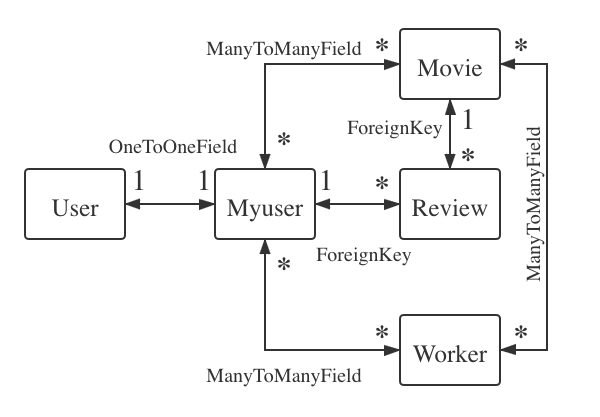 ManyToManyField
*
*
Movie
ForeignKey
1
ManyToManyField
OneToOneField
*
*
User
1
1
Myuser
1
*
Review
ForeignKey
*
*
*
Worker
ManyToManyField